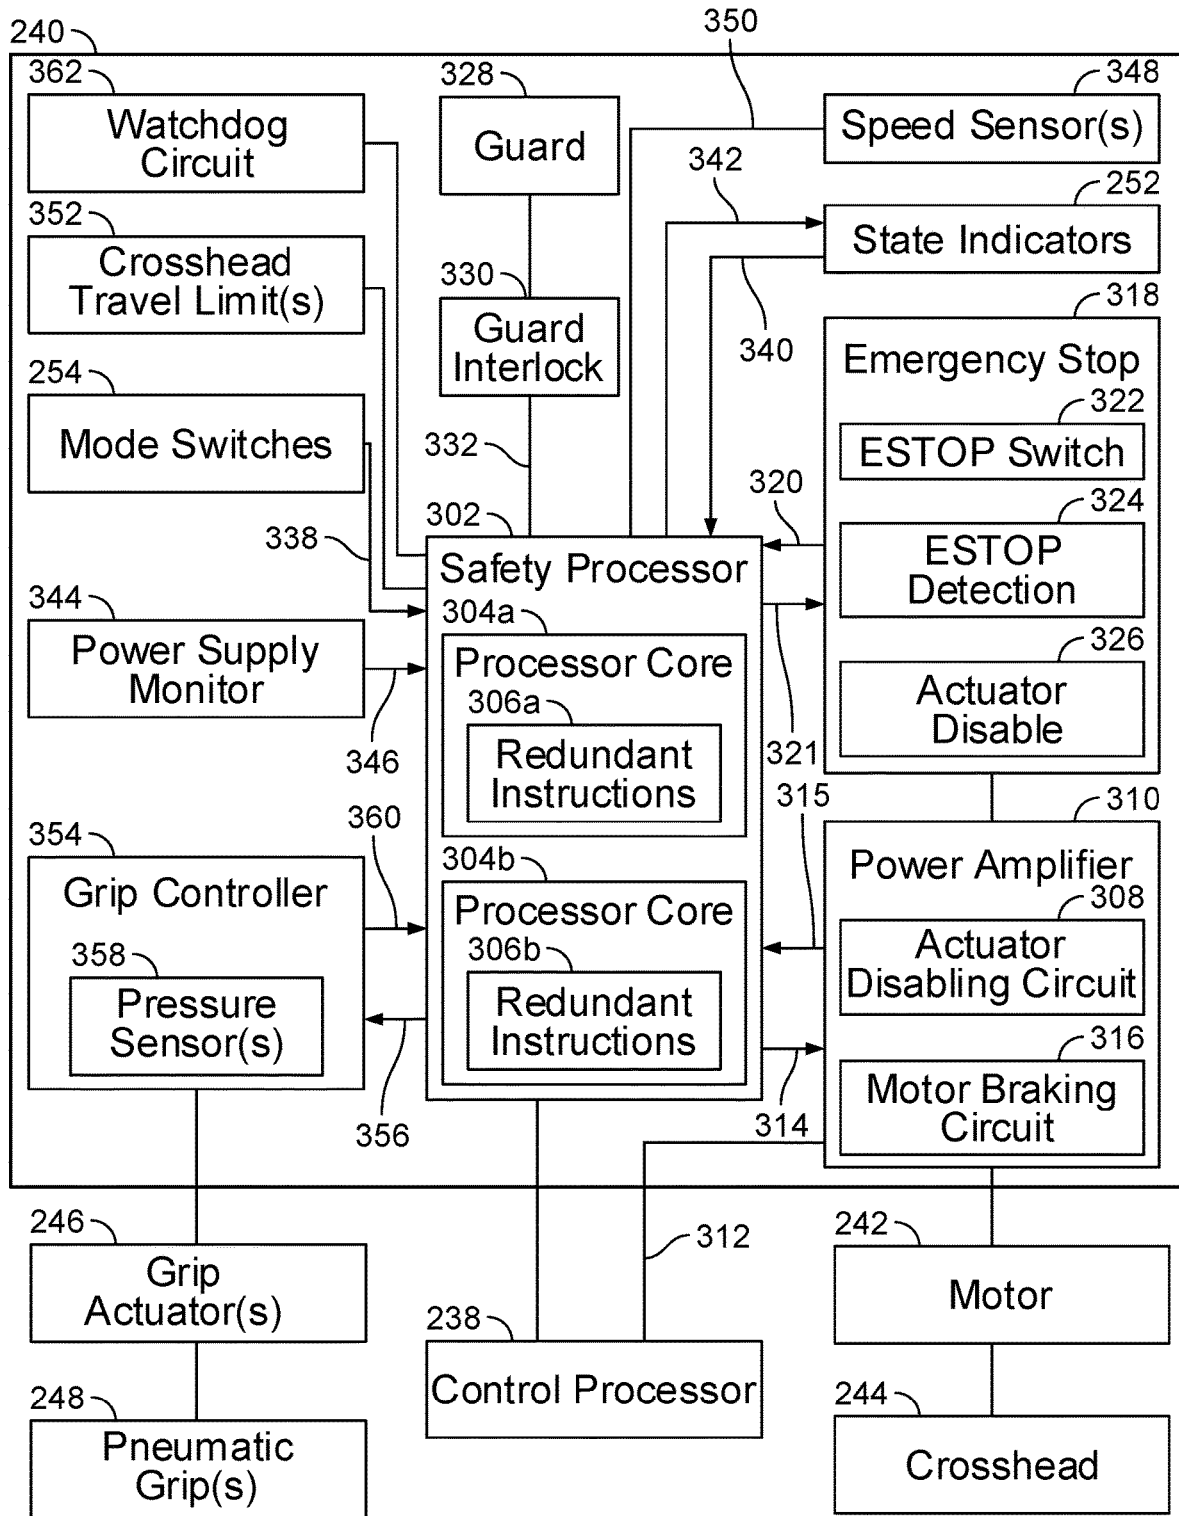 240
350
362
Watchdog
Circuit
328
Guard
348
Speed Sensor(s)
342
252
State Indicators
352
Crosshead
Travel Limit(s)
330
Guard
Interlock
340
318
Emergency Stop
254
Mode Switches
332
322
ESTOP Switch
338
302
Safety Processor
320
324
ESTOP
Detection
344
Power Supply
Monitor
346
304a
Processor Core
306a
Redundant
Instructions
321
326
Actuator
Disable
354
Grip Controller
360
358
Pressure
Sensor(s)
356
304b
Processor Core
306b
Redundant
Instructions
315
310
Power Amplifier
308
Actuator
Disabling Circuit
314
316
Motor Braking
Circuit
246
Grip
Actuator(s)
312
242
Motor
248
Pneumatic
Grip(s)
238
Control Processor
244
Crosshead